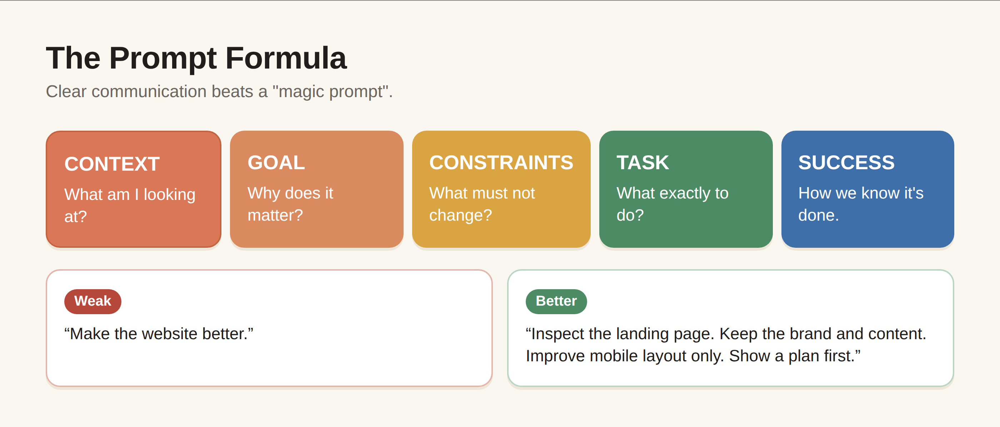 The Prompt Formula
Clear communication beats a "magic prompt".
CONTEXT
What am I looking
at?
GOAL
Why does it
matter?
CONSTRAINTS
What must not
change?
TASK
What exactly to
do?
SUCCESS
How we know it's
done.
Weak
“Make the website better.”
Better
“Inspect the landing page. Keep the brand and content.
Improve mobile layout only. Show a plan first.”